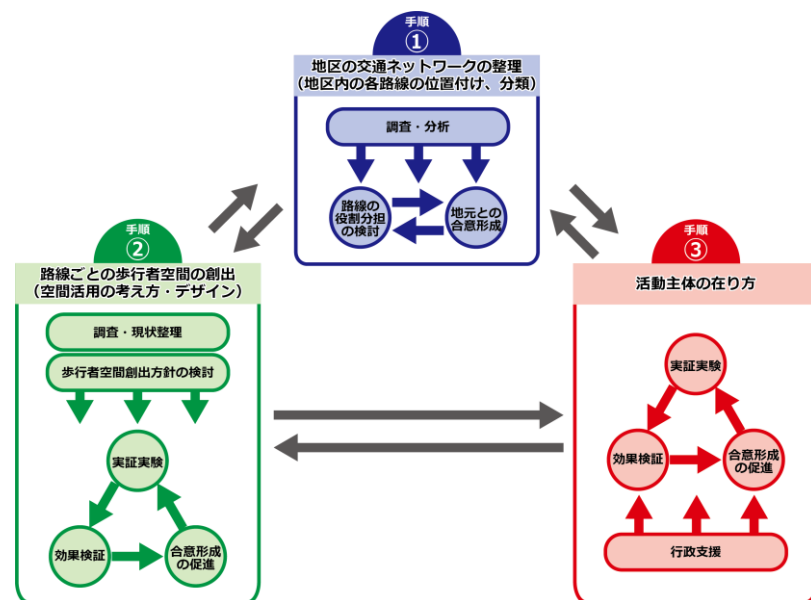 手順
①
地区の交通ネットワークの整理
（地区内の各路線の位置付け、分類）
調査・分析
路線の
役割分担
の検討
地元との
合意形成
手順
②
路線ごとの歩行者空間の創出
（空間活用の考え方・デザイン）
調査・現状整理
歩行者空間創出方針の検討
実証実験
効果検証
合意形成
の促進
手順
③
活動主体の在り方
実証実験
効果検証
合意形成
の促進
行政支援